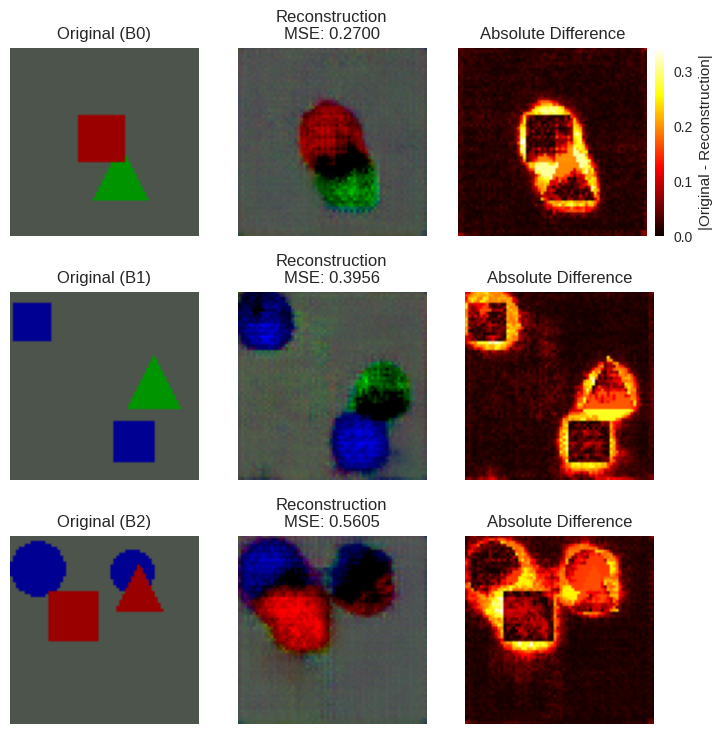 Original (B0)
Reconstruction
MSE: 0.2700
Absolute Difference
0.3
0.2
0.1
0.0
|Original - Reconstruction|
Original (B1)
Reconstruction
MSE: 0.3956
Absolute Difference
Original (B2)
Reconstruction
MSE: 0.5605
Absolute Difference